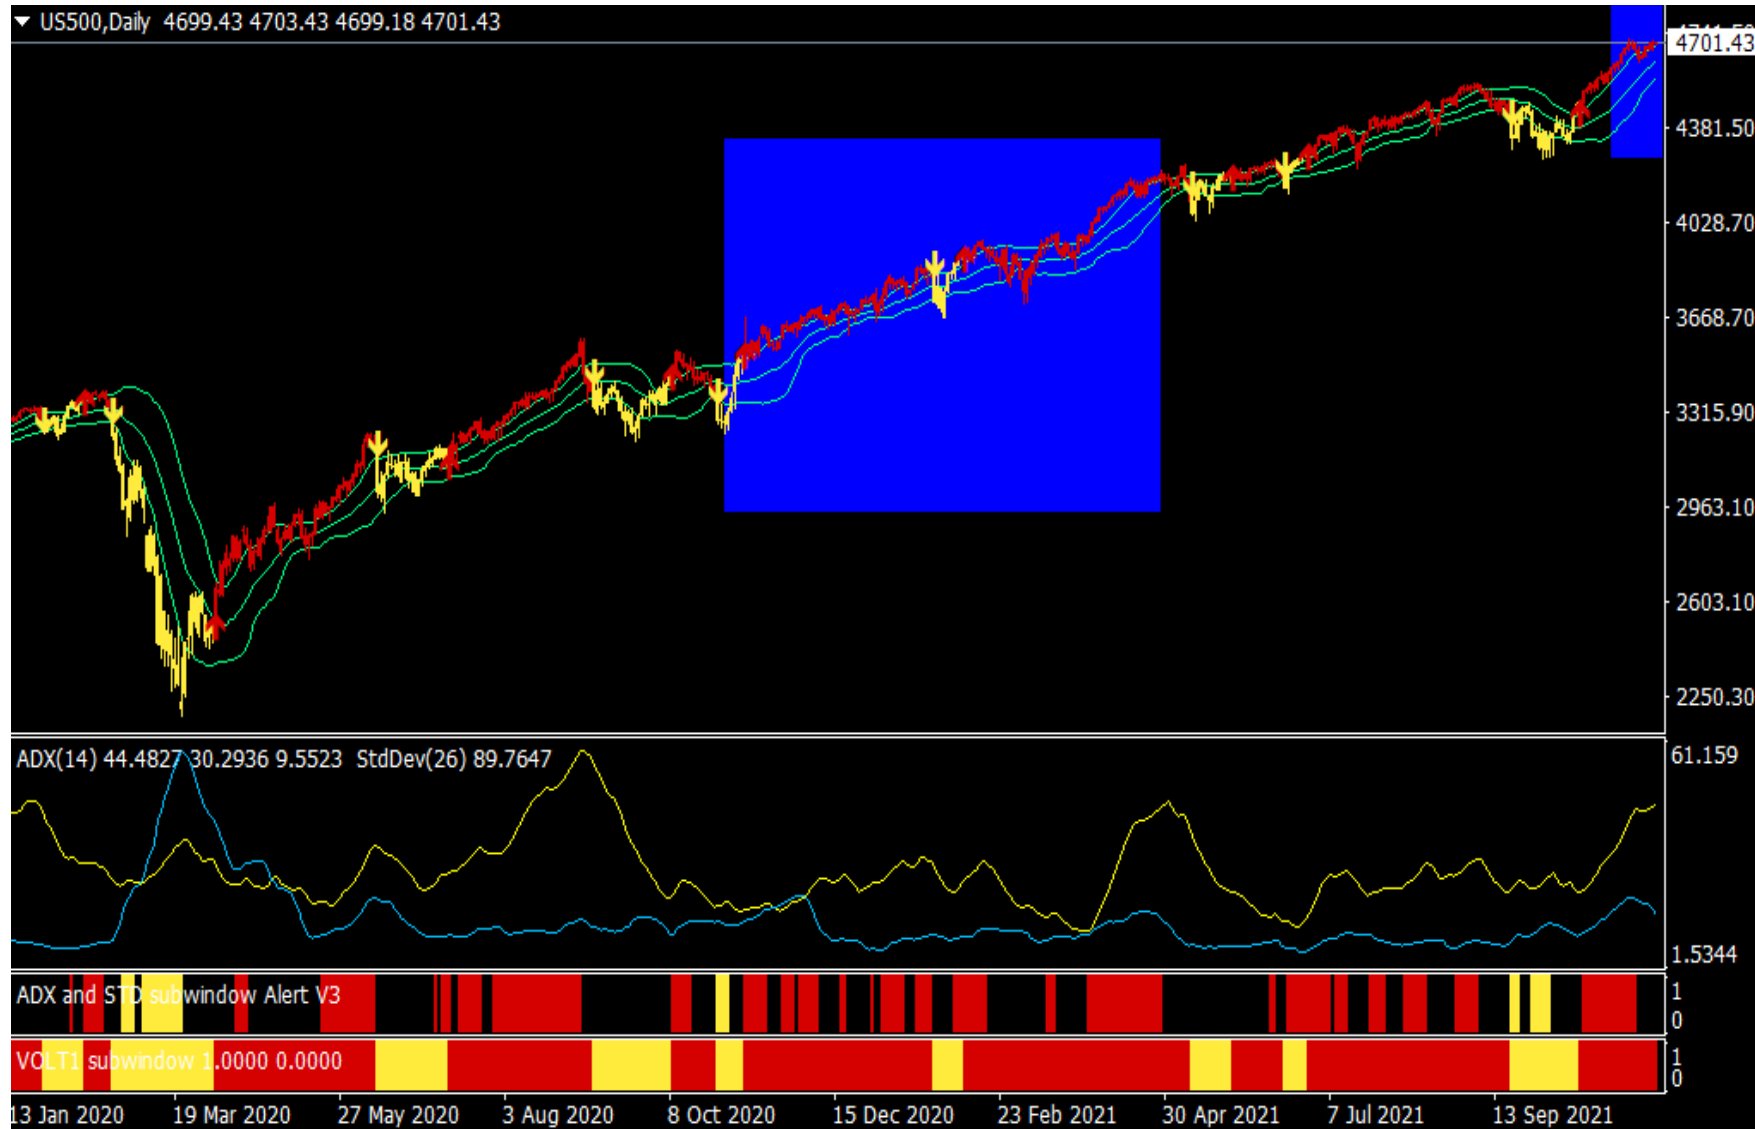 US500,Daily 4699.43 4703.43 4699.18 4701.43
4701.43
4381.50
4028.70
3668.70
3315.90
2963.10
2603.10
2250.30
ADX(14) 44.4827 30.2936 9.5523 StdDev(26) 89.7647
61.159
1.5344
ADX and STD subwindow Alert V3
1
0
VOLT1 subwindow 1.0000 0.0000
1
0
13 Jan 2020 19 Mar 2020 27 May 2020 3 Aug 2020 8 Oct 2020 15 Dec 2020 23 Feb 2021 30 Apr 2021 7 Jul 2021 13 Sep 2021